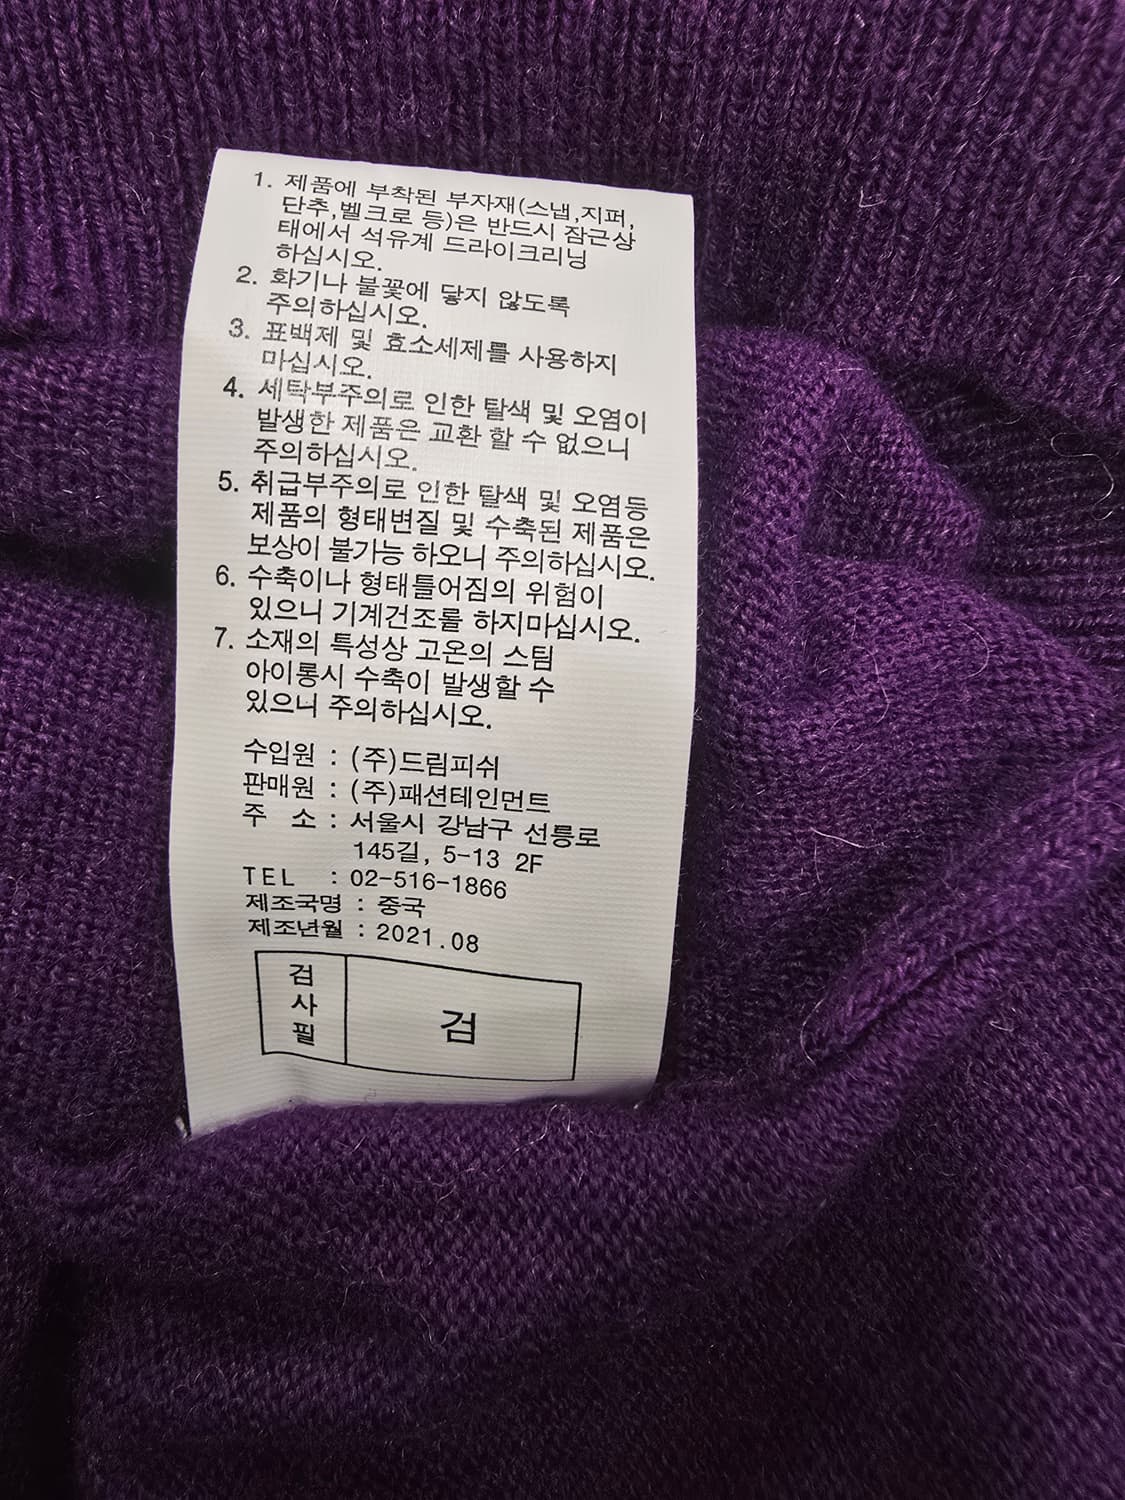 1. 제품에 부착된 부자재(스냅,지퍼,
단추,벨크로 등)은 반드시 잠근상
태에서 석유계 드라이크리닝
하십시오.
2. 화기나 불꽃에 닿지 않도록
주의하십시오.
3. 표백제 및 효소세제를 사용하지
마십시오.
4. 세탁부주의로 인한 탈색 및 오염이
발생한 제품은 교환 할 수 없으니
주의하십시오.
5. 취급부주의로 인한 탈색 및 오염등
제품의 형태변질 및 수축된 제품은
보상이 불가능 하오니 주의하십시오.
6. 수축이나 형태틀어짐의 위험이
있으니 기계건조를 하지마십시오.
7. 소재의 특성상 고온의 스팀
아이롱시 수축이 발생할 수
있으니 주의하십시오.
수입원 : (주)드림피쉬
판매원 : (주)패션테인먼트
주 소 : 서울시 강남구 선릉로
145길, 5-13 2F
TEL : 02-516-1866
제조국명 : 중국
제조년월 : 2021.08
검사필
검